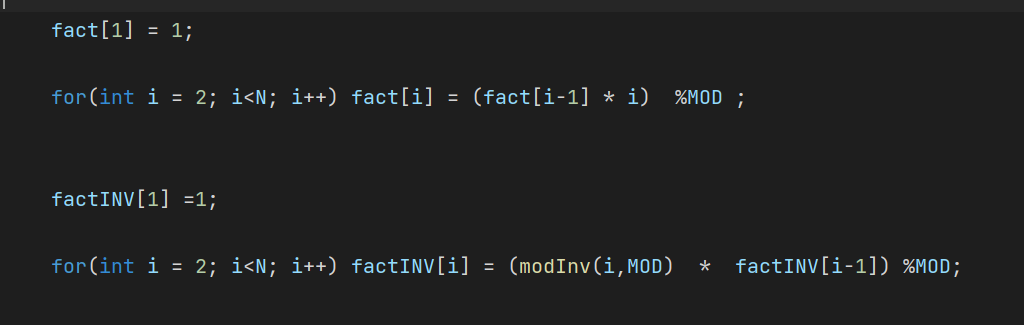 fact[1] = 1;
for(int i = 2; i<N; i++) fact[i] = (fact[i-1] * i)  %MOD ;
factINV[1] =1;
for(int i = 2; i<N; i++) factINV[i] = (modInv(i,MOD)  *  factINV[i-1]) %MOD;